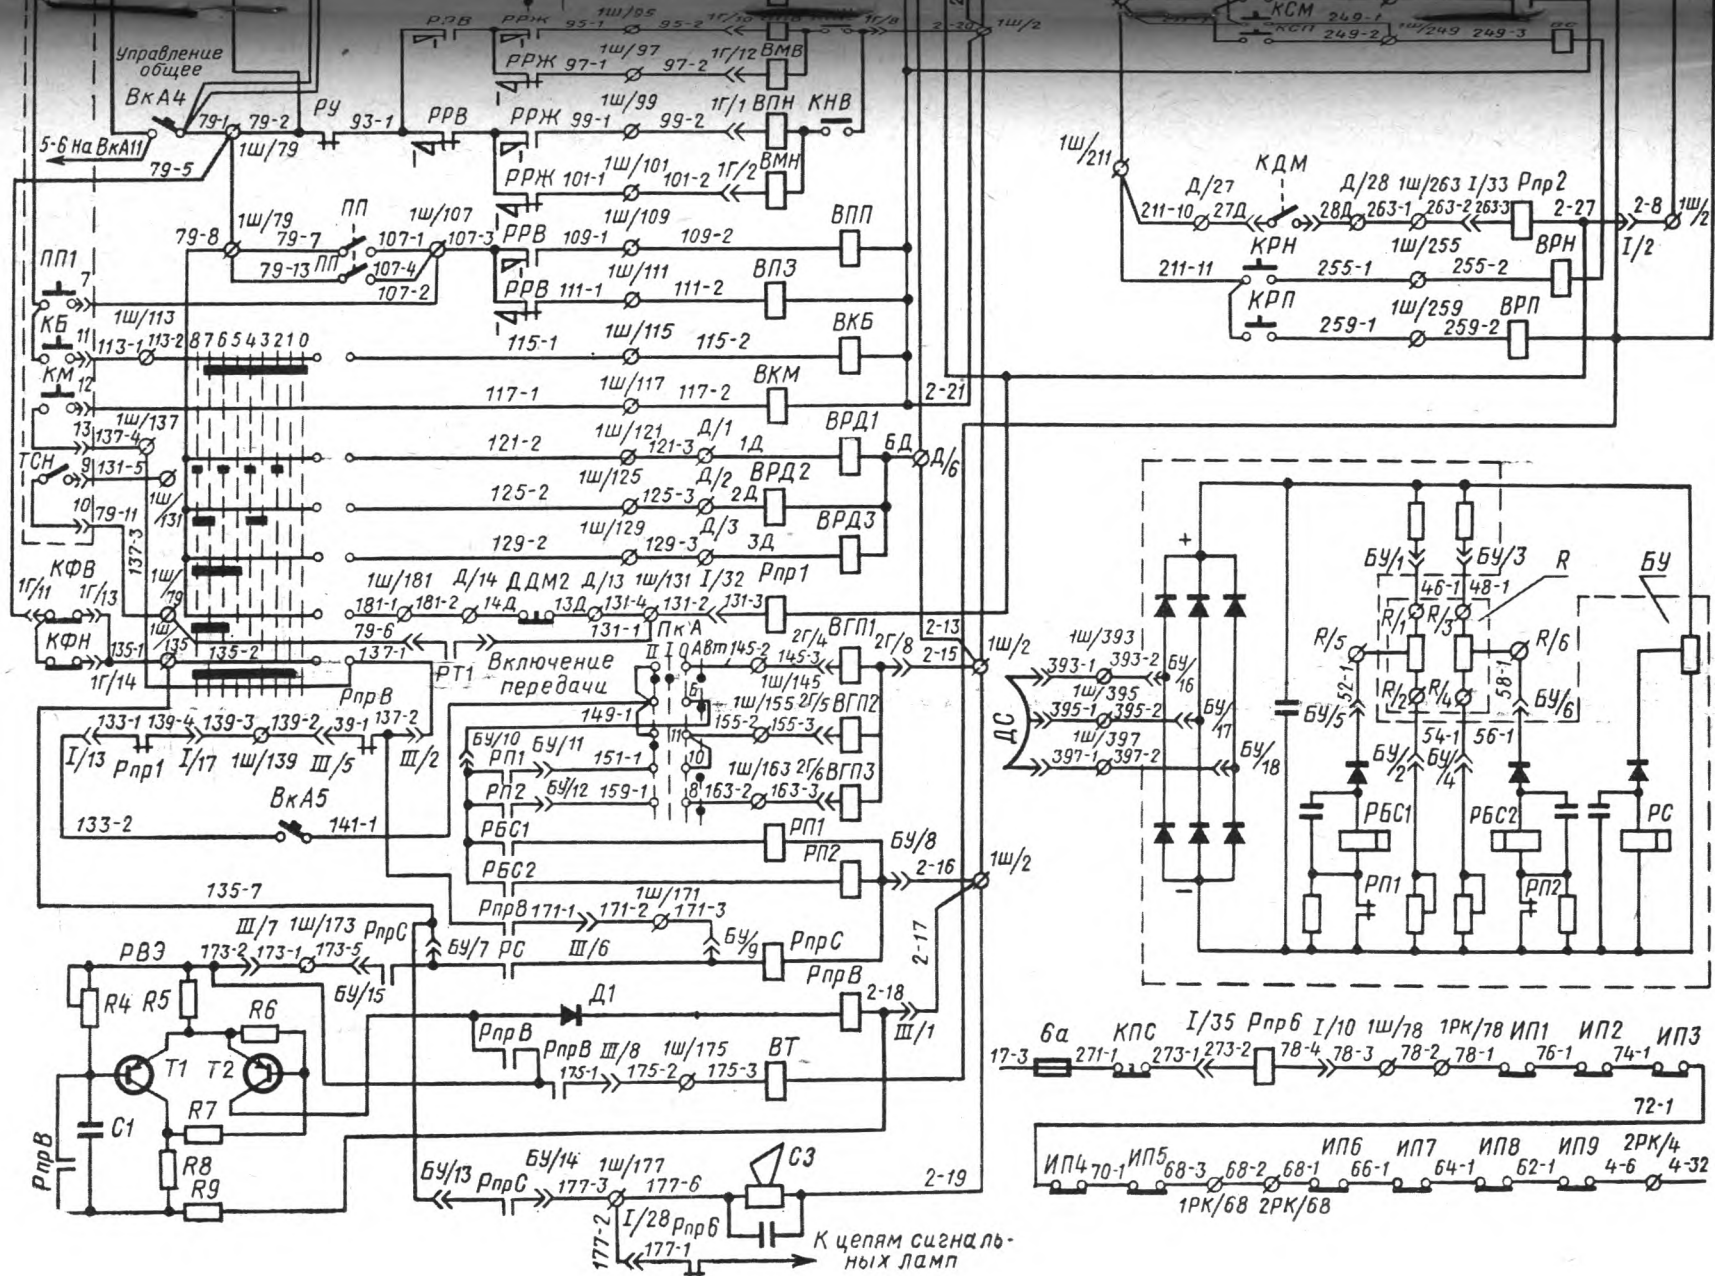 РРВ РРЖ 95-1 1Ш/95 95-2 1Г/8 2-20 1Ш/2
КСМ 249-1
КСП 249-2 1Ш/249 249-3
Управление
общее
ВкА4
РРЖ 97-1 1Ш/97 97-2 1Г/12 ВМВ
79-1 79-2 РУ 93-1 РРВ РРЖ 99-1 1Ш/99 99-2 1Г/1 ВПН КНВ
5-6 на ВкА11
1Ш/79
79-5
РРЖ 101-1 1Ш/101 101-2 1Г/2 ВМН
1Ш/211
Д/27 КДМ Д/28 1Ш/263 I/33 Рпр2
211-10 27Д 28Д 263-1 263-2 263-3 2-27 2-8 1Ш/2
I/2
79-8 1Ш/79 79-7 ПП 107-1 1Ш/107 107-3 РРВ 109-1 1Ш/109 109-2 ВПП
79-13 ПП 107-4
107-2
КРН 1Ш/255 ВРН
211-11 255-1 255-2
ПП1 7
РРВ 111-1 1Ш/111 111-2 ВПЗ
КРП 1Ш/259 ВРП
259-1 259-2
КБ 11 1Ш/113
113-1 113-2 8 7 6 5 4 3 2 1 0 115-1 1Ш/115 115-2 ВКБ
КМ 12
117-1 1Ш/117 117-2 ВКМ 2-21
13 137-4 1Ш/137
121-2 1Ш/121 121-3 Д/1 1Д ВРД1 6Д Д/6
ТСН 9 131-5
1Ш/131
125-2 1Ш/125 125-3 Д/2 2Д ВРД2
10 79-11
137-3
129-2 1Ш/129 129-3 Д/3 3Д ВРД3
КФВ
1Г/11 1Г/13 1Ш/79
1Ш/181 Д/14 ДДМ2 Д/13 1Ш/131 I/32 Рпр1
181-1 181-2 14Д 13Д 131-4 131-2 131-3
79-6 РТ1 131-1
КФН
135-1 1Ш/135 135-2 137-1
1Г/14
Включение
передачи
ПкА
II I 0 Авт 145-2 145-3 2Г/4 ВГП1 2Г/8 2-15 2-13 1Ш/2
1Ш/145
149-1 6
1Ш/155 2Г/5 ВГП2
11 155-2 155-3
РпрВ
133-1 139-4 139-3 139-2 139-1 137-2
I/13 Рпр1 I/17 1Ш/139 III/5 III/2
БУ/10 РП1 БУ/11 151-1 10
1Ш/163 2Г/6 ВГП3
РП2 БУ/12 159-1 8 163-2 163-3
ВкА5
133-2 141-1
РБС1 РП1
РБС2 РП2 БУ/8 2-16 1Ш/2
135-7
РпрВ 171-1 171-2 1Ш/171 171-3
III/6 БУ/9 РпрС 2-17
РВЭ 173-2 III/7 173-1 1Ш/173 173-5 РпрС БУ/7 РС
БУ/15
R4 R5 R6
РпрВ Д1 РпрВ 2-18 III/1
Т1 Т2
РпрВ 175-1 III/8 175-2 1Ш/175 175-3 ВТ
С1 R7
РпрВ
R8
R9
БУ/13 РпрС БУ/14 177-3 1Ш/177 177-6 С3 2-19
177-2 I/28 177-1 Рпр6
К цепям сигналь-
ных ламп
ДС
1Ш/393
393-1 393-2 БУ/16
1Ш/395
395-1 395-2 БУ/17
1Ш/397
397-1 397-2 БУ/18
+
−
БУ/1 БУ/3 R БУ
46-1 48-1
R/5 R/1 R/3 R/6
52-1 58-1
R/2 R/4
БУ/5 54-1 56-1 БУ/6
БУ/2 БУ/4
РБС1 РБС2 РС
РП1 РП2
17-3 6а 271-1 КПС 273-1 I/35 273-2 Рпр6 78-4 I/10 78-3 1Ш/78 78-2 1РК/78 78-1 ИП1 76-1 ИП2 74-1 ИП3
72-1
ИП4 70-1 ИП5 68-3 68-2 68-1 ИП6 66-1 ИП7 64-1 ИП8 62-1 ИП9 4-6 2РК/4 4-32
1РК/68 2РК/68